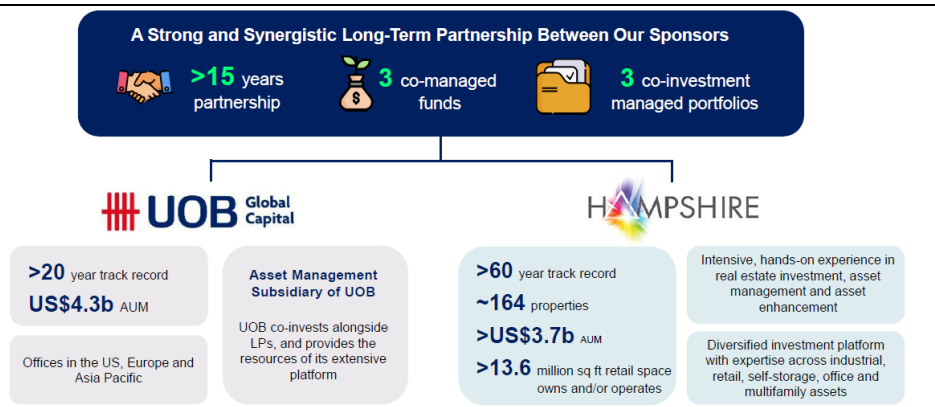 A Strong and Synergistic Long-Term Partnership Between Our Sponsors
>15 years
partnership
$
3 co-managed
funds
3 co-investment
managed portfolios
UOB Global
Capital
HAMPSHIRE
>20 year track record
US$4.3b AUM
Offices in the US, Europe and
Asia Pacific
Asset Management
Subsidiary of UOB
UOB co-invests alongside
LPs, and provides the
resources of its extensive
platform
>60 year track record
~164 properties
>US$3.7b AUM
>13.6 million sq ft retail space
owns and/or operates
Intensive, hands-on experience in
real estate investment, asset
management and asset
enhancement
Diversified investment platform
with expertise across industrial,
retail, self-storage, office and
multifamily assets